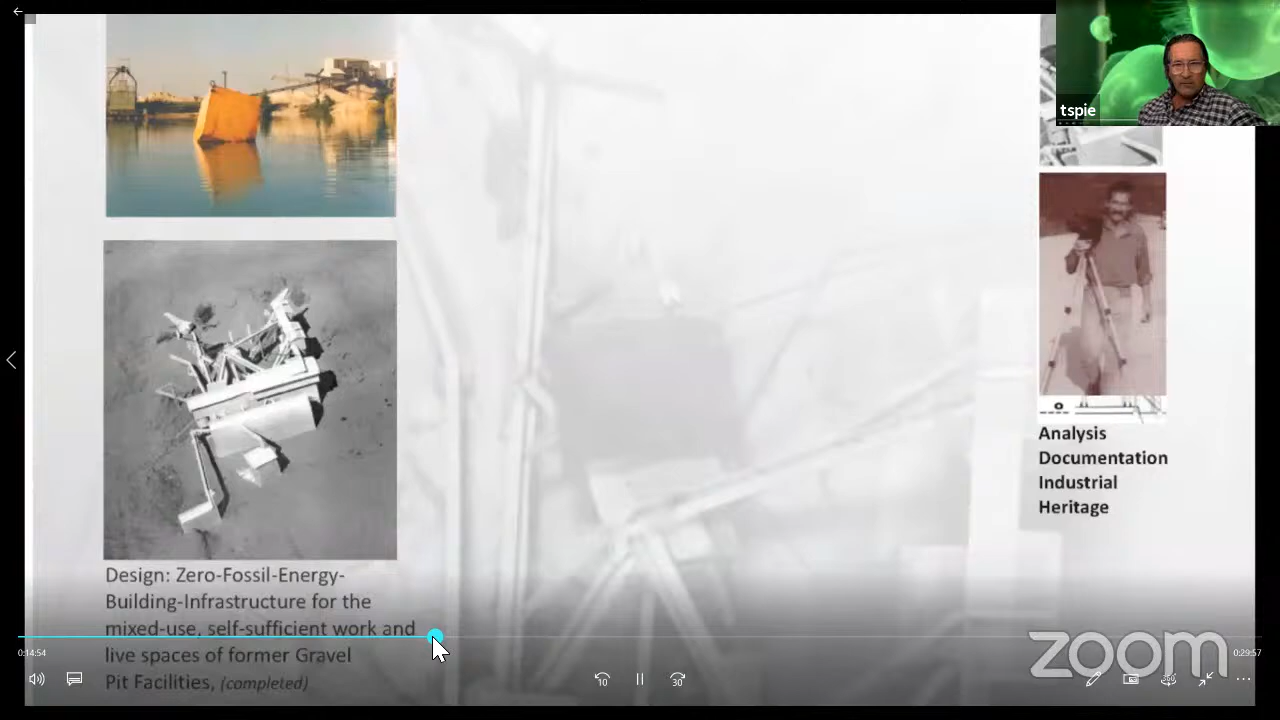 tspie
Analysis
Documentation
Industrial
Heritage
Design: Zero-Fossil-Energy-
Building-Infrastructure for the
mixed-use, self-sufficient work and
live spaces of former Gravel
Pit Facilities, (completed)
0:14:54
0:29:57
zoom
10
30